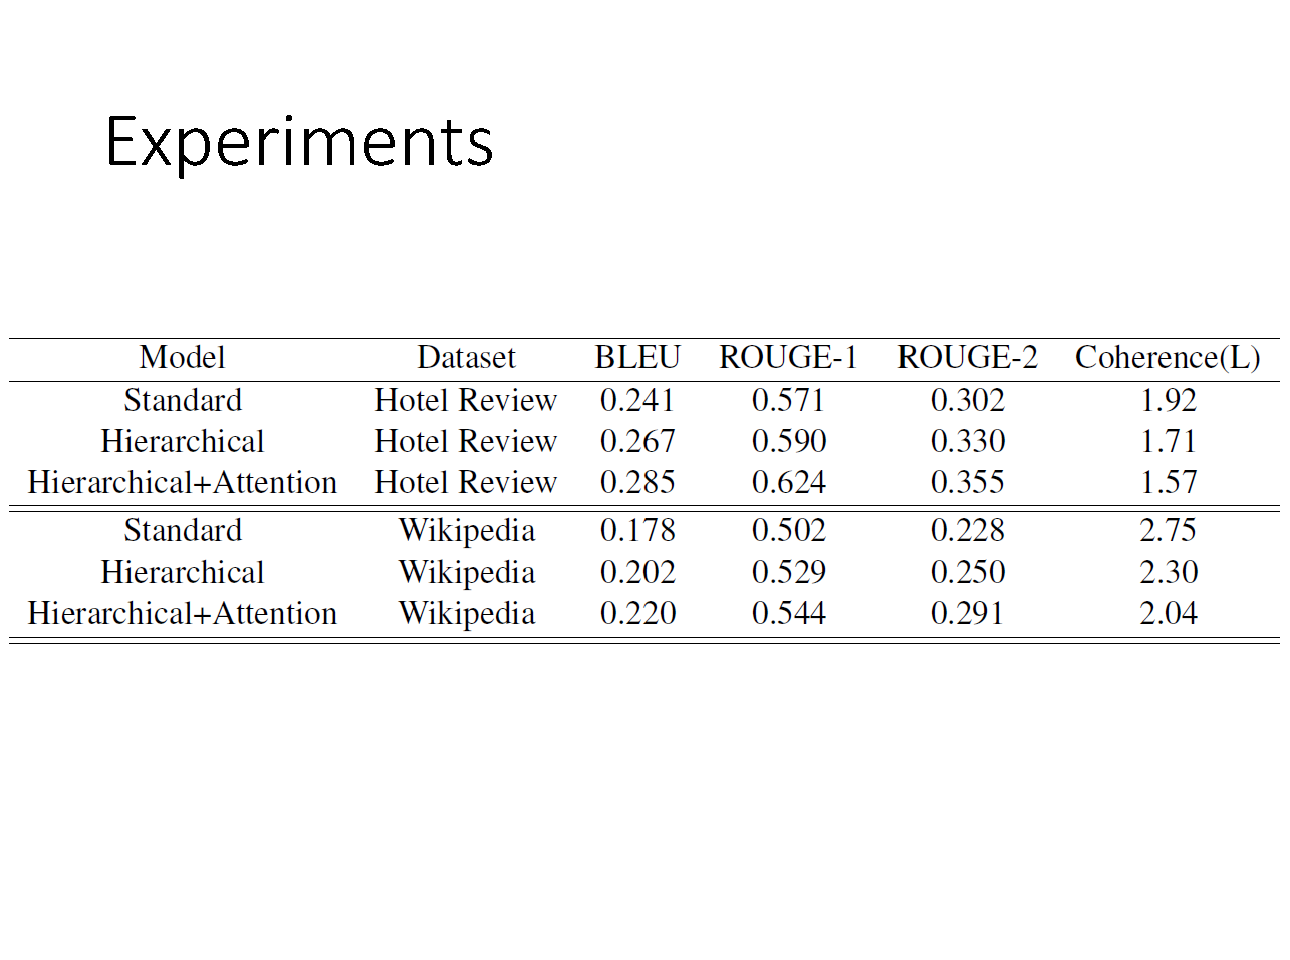 Experiments
Model Dataset BLEU ROUGE-1 ROUGE-2 Coherence(L)
Standard Hotel Review 0.241 0.571 0.302 1.92
Hierarchical Hotel Review 0.267 0.590 0.330 1.71
Hierarchical+Attention Hotel Review 0.285 0.624 0.355 1.57
Standard Wikipedia 0.178 0.502 0.228 2.75
Hierarchical Wikipedia 0.202 0.529 0.250 2.30
Hierarchical+Attention Wikipedia 0.220 0.544 0.291 2.04